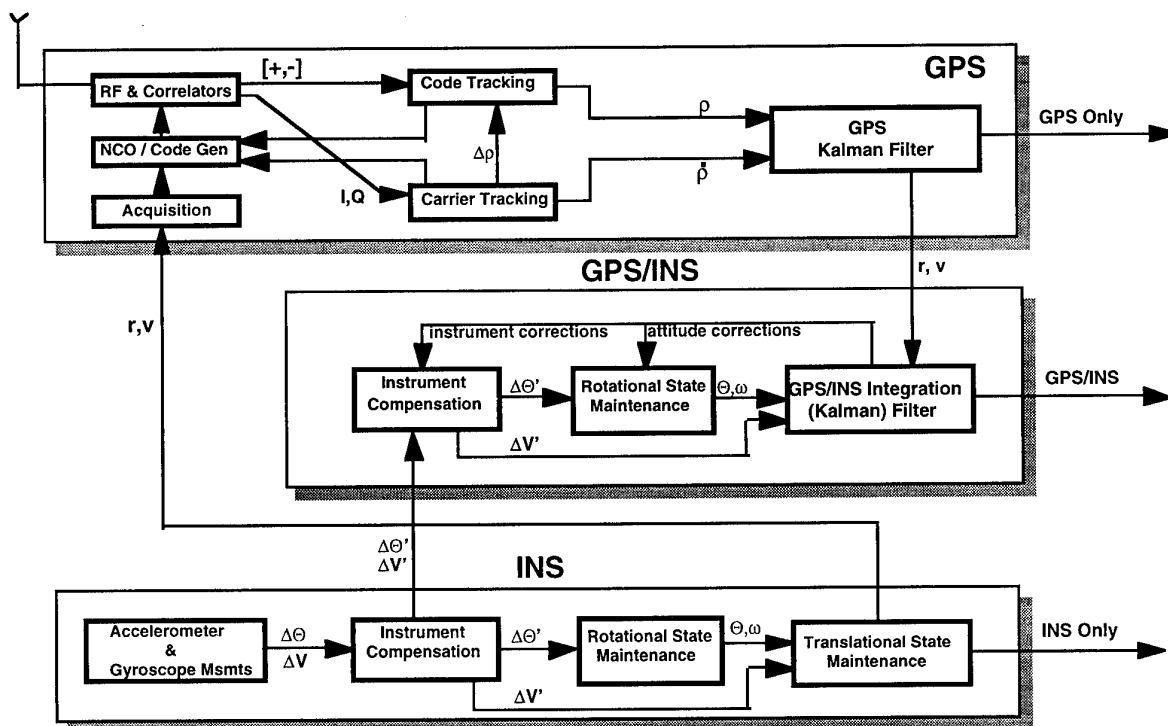 GPS
[+,-]
RF & Correlators
Code Tracking
ρ
GPS
Kalman Filter
GPS Only
NCO / Code Gen
Δρ
ρ̇
I,Q
Carrier Tracking
Acquisition
r,v
GPS/INS
r, v
instrument corrections
attitude corrections
Instrument
Compensation
ΔΘ’
Rotational State
Maintenance
Θ,ω
GPS/INS Integration
(Kalman) Filter
GPS/INS
ΔV’
ΔΘ’
ΔV’
INS
Accelerometer
&
Gyroscope Msmts
ΔΘ
ΔV
Instrument
Compensation
ΔΘ’
Rotational State
Maintenance
Θ,ω
Translational State
Maintenance
INS Only
ΔV’